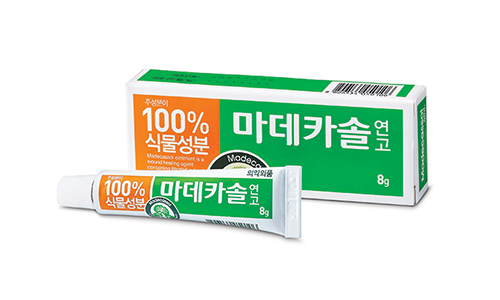 주성분이
100%
식물성분
Madecassol ointment is a
wound healing agent
마데카솔 연고
8g
Madecassol
의약외품
주성분이
100%
식물성분
마데카솔 연고
8g